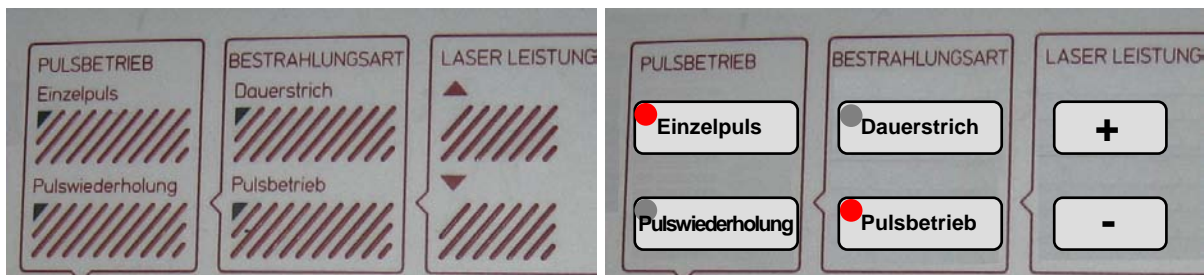 PULSBETRIEB
Einzelpuls
Pulswiederholung
BESTRAHLUNGSART
Dauerstrich
Pulsbetrieb
LASER LEISTUNG
PULSBETRIEB
Einzelpuls
Pulswiederholung
BESTRAHLUNGSART
Dauerstrich
Pulsbetrieb
LASER LEISTUNG
+
-